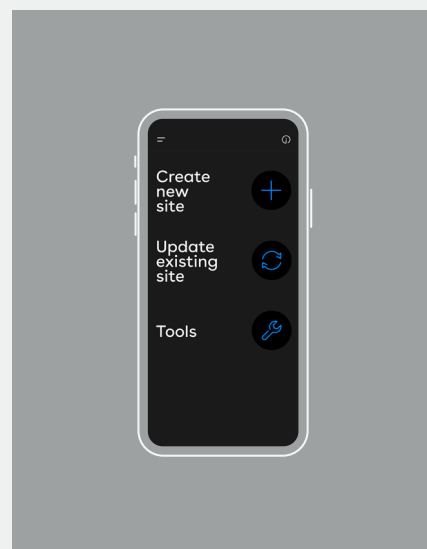 Create
new
site
Update
existing
site
Tools